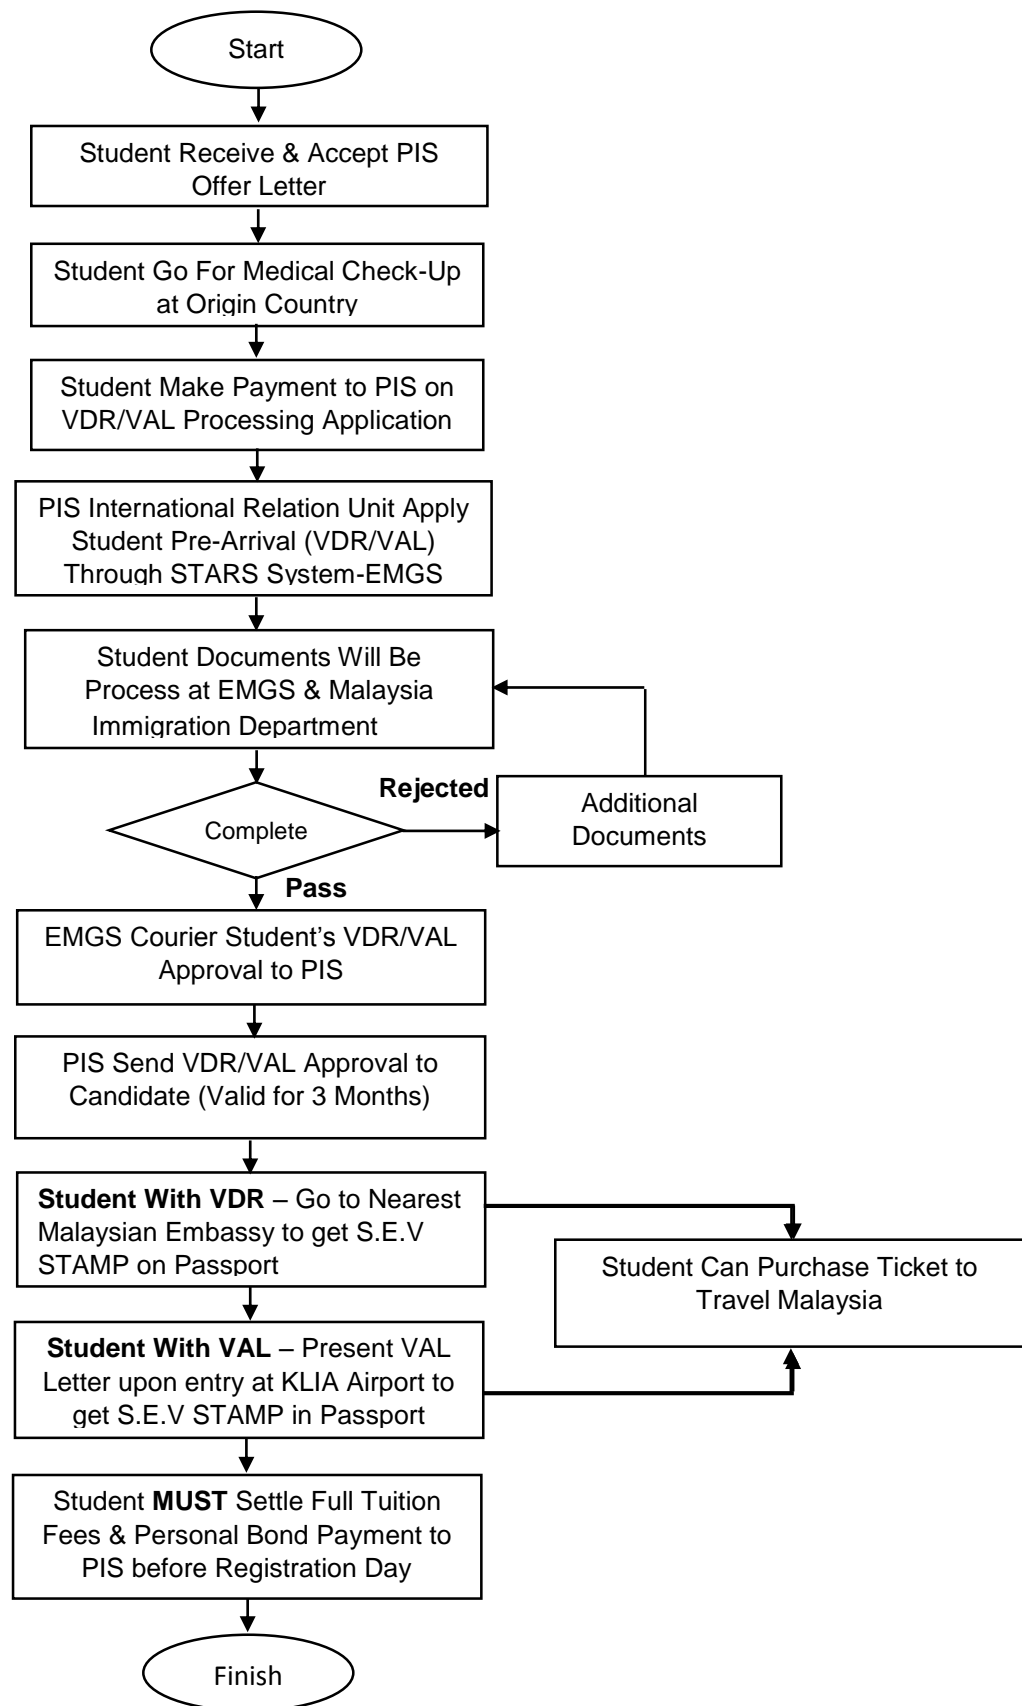 Start
Student Receive & Accept PIS
Offer Letter
Student Go For Medical Check-Up
at Origin Country
Student Make Payment to PIS on
VDR/VAL Processing Application
PIS International Relation Unit Apply
Student Pre-Arrival (VDR/VAL)
Through STARS System-EMGS
Student Documents Will Be
Process at EMGS & Malaysia
Immigration Department
Complete
Rejected
Additional
Documents
Pass
EMGS Courier Student’s VDR/VAL
Approval to PIS
PIS Send VDR/VAL Approval to
Candidate (Valid for 3 Months)
Student With VDR – Go to Nearest
Malaysian Embassy to get S.E.V
STAMP on Passport
Student Can Purchase Ticket to
Travel Malaysia
Student With VAL – Present VAL
Letter upon entry at KLIA Airport to
get S.E.V STAMP in Passport
Student MUST Settle Full Tuition
Fees & Personal Bond Payment to
PIS before Registration Day
Finish